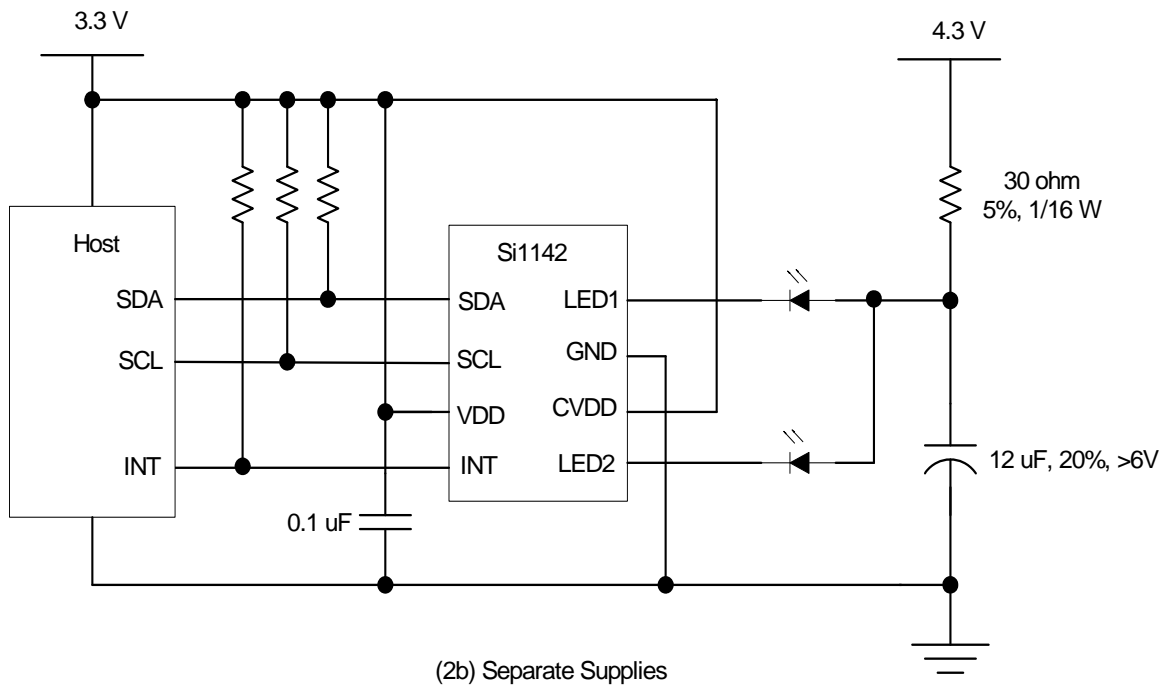 3.3 V
4.3 V
30 ohm
5%, 1/16 W
Host
Si1142
SDA
SDA
LED1
GND
SCL
SCL
VDD
CVDD
INT
INT
LED2
12 uF, 20%, >6V
0.1 uF
(2b) Separate Supplies